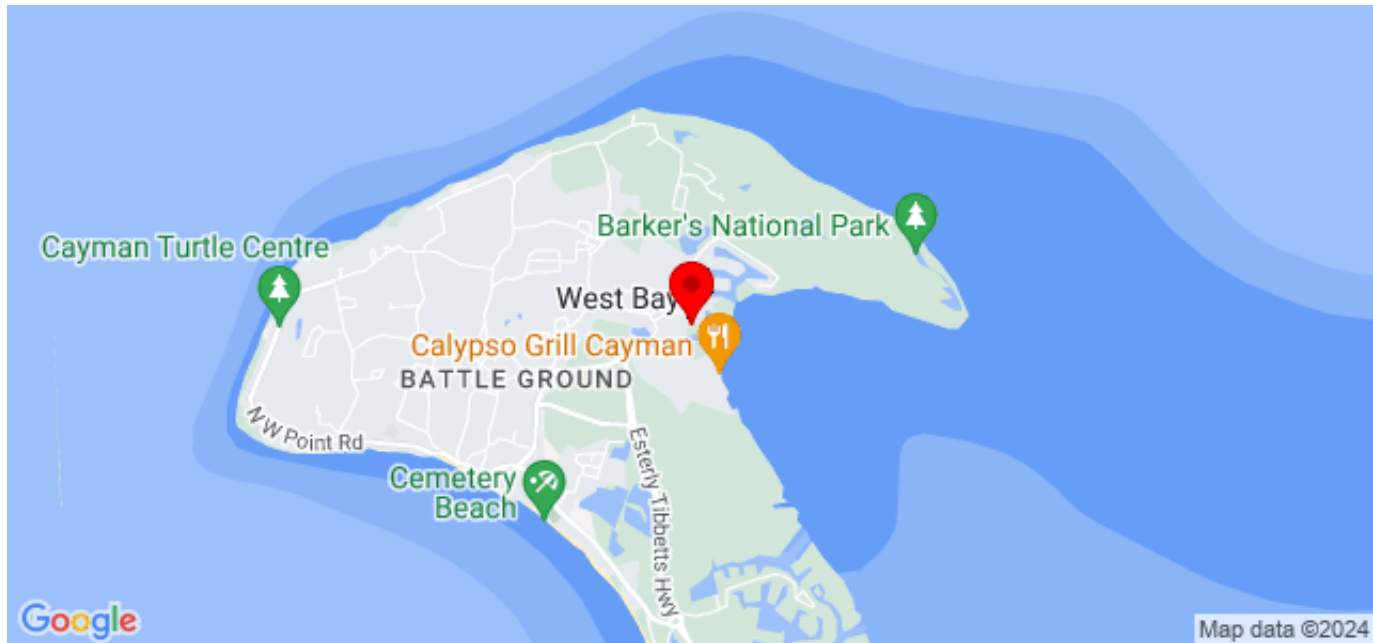 Barker's National Park
Cayman Turtle Centre
West Bay
Calypso Grill Cayman
BATTLE GROUND
NW Point Rd
Cemetery
Beach
Esterly Tibbetts Hwy
Google
Map data ©2024